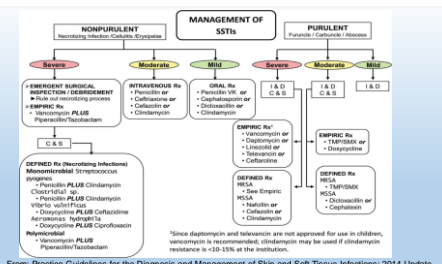 MANAGEMENT OF
SSTIs
NONPURULENT
Necrotizing Infection /Cellulitis /Erysipelas
Severe
Moderate
Mild
➢ EMERGENT SURGICAL
INSPECTION / DEBRIDEMENT
► Rule out necrotizing process
➢ EMPIRIC Rx
• Vancomycin PLUS
Piperacillin/Tazobactam
C & S
DEFINED Rx (Necrotizing Infections)
Monomicrobial Streptococcus
pyogenes
• Penicillin PLUS Clindamycin
Clostridial sp.
• Penicillin PLUS Clindamycin
Vibrio vulnificus
• Doxycycline PLUS Ceftazidime
Aeromonas hydrophila
• Doxycycline PLUS Ciprofloxacin
Polymicrobial
• Vancomycin PLUS
Piperacillin/Tazobactam
INTRAVENOUS Rx
• Penicillin or
• Ceftriaxone or
• Cefazolin or
• Clindamycin
ORAL Rx
• Penicillin VK or
• Cephalosporin or
• Dicloxacillin or
• Clindamycin
PURULENT
Furuncle / Carbuncle / Abscess
Severe
Moderate
Mild
I & D
C & S
I & D
C & S
I & D
EMPIRIC Rx¹
• Vancomycin or
• Daptomycin or
• Linezolid or
• Televancin or
• Ceftaroline
DEFINED Rx
MRSA
• See Empiric
MSSA
• Nafcillin or
• Cefazolin or
• Clindamycin
EMPIRIC Rx
• TMP/SMX or
• Doxycycline
DEFINED Rx
MRSA
• TMP/SMX
MSSA
• Dicloxacillin or
• Cephalexin
¹Since daptomycin and televancin are not approved for use in children,
vancomycin is recommended; clindamycin may be used if clindamycin
resistance is <10-15% at the institution.
From: Practice Guidelines for the Diagnosis and Management of Skin and Soft Tissue Infections: 2014 Update